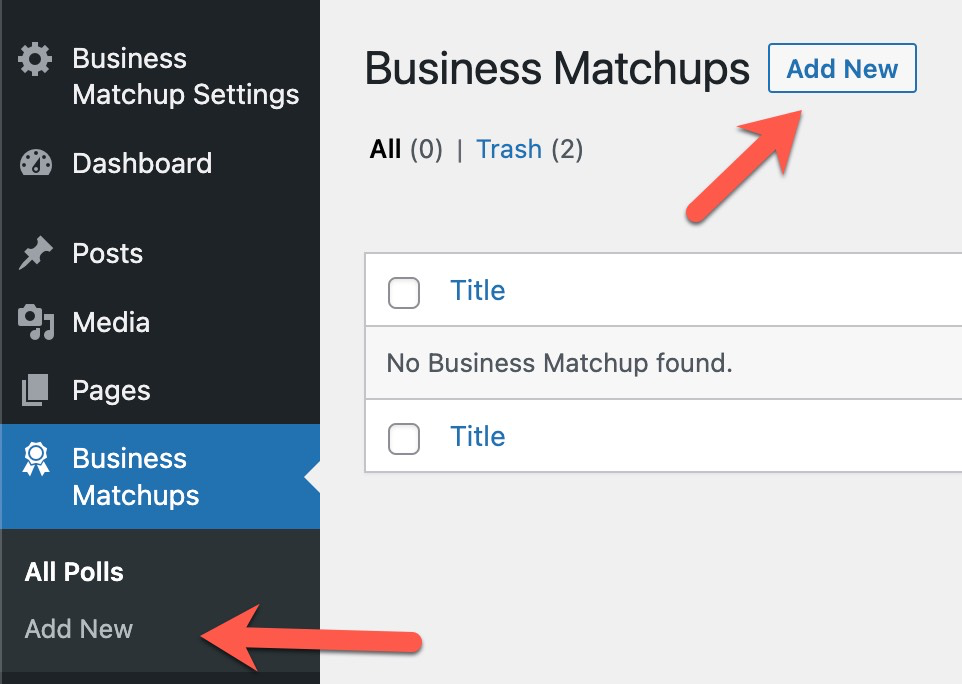 Business
Matchup Settings
Dashboard
Posts
Media
Pages
Business
Matchups
All Polls
Add New
Business Matchups Add New
All (0) | Trash (2)
Title
No Business Matchup found.
Title